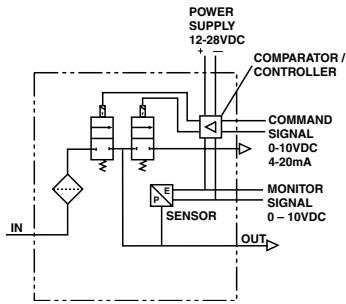 POWER
SUPPLY
12-28VDC
+ —
COMPARATOR /
CONTROLLER
COMMAND
SIGNAL
0-10VDC
4-20mA
E
P
SENSOR
MONITOR
SIGNAL
0 – 10VDC
IN
OUT